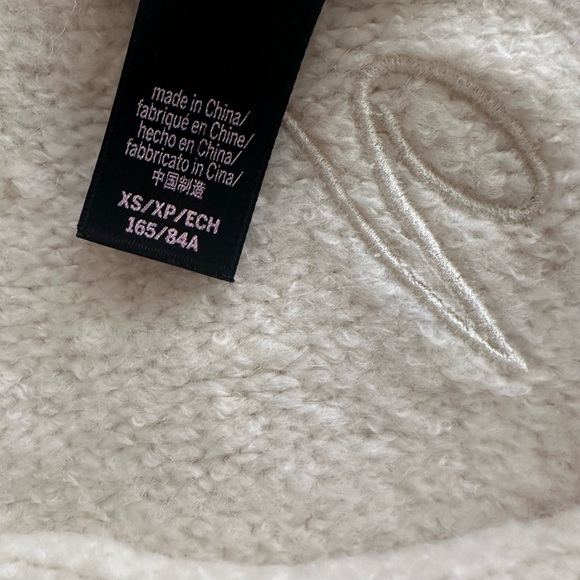 made in China/
fabriqué en Chine/
hecho en China/
fabbricato in Cina/
中国制造
XS/XP/ECH
165/84A